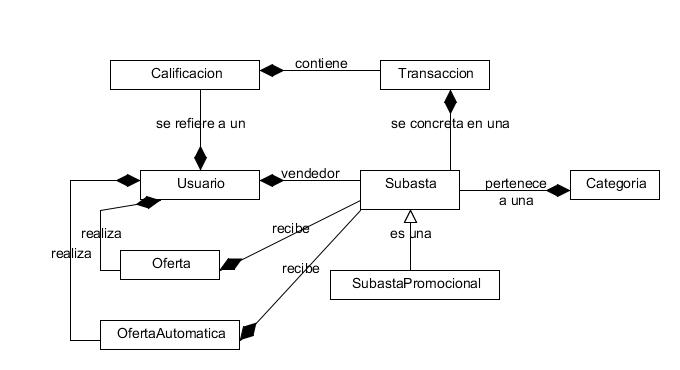 contiene
Calificacion
Transaccion
se refiere a un
se concreta en una
vendedor
Usuario
Subasta
pertenece
a una
Categoria
realiza
recibe
es una
realiza
recibe
Oferta
SubastaPromocional
OfertaAutomatica